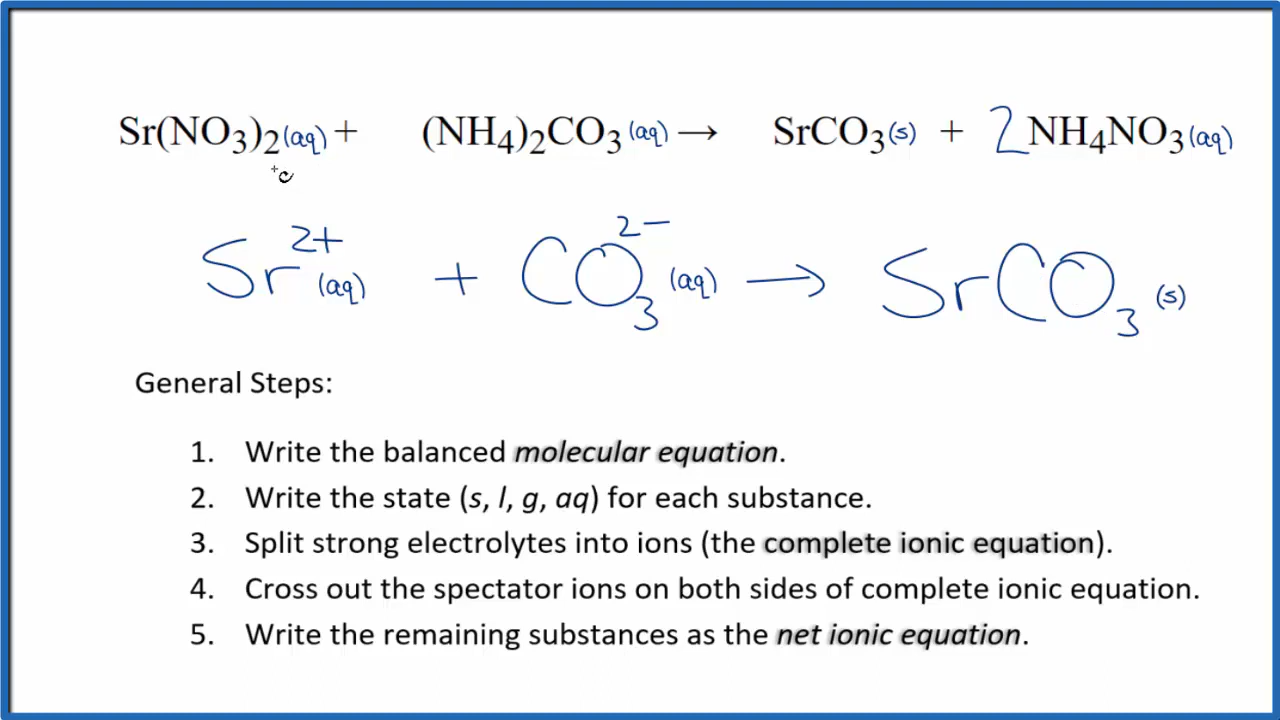 Sr(NO₃)₂(aq) + (NH₄)₂CO₃(aq) → SrCO₃(s) + 2NH₄NO₃(aq)
Sr²⁺(aq) + CO₃²⁻(aq) → SrCO₃(s)
General Steps:
1. Write the balanced molecular equation.
2. Write the state (s, l, g, aq) for each substance.
3. Split strong electrolytes into ions (the complete ionic equation).
4. Cross out the spectator ions on both sides of complete ionic equation.
5. Write the remaining substances as the net ionic equation.